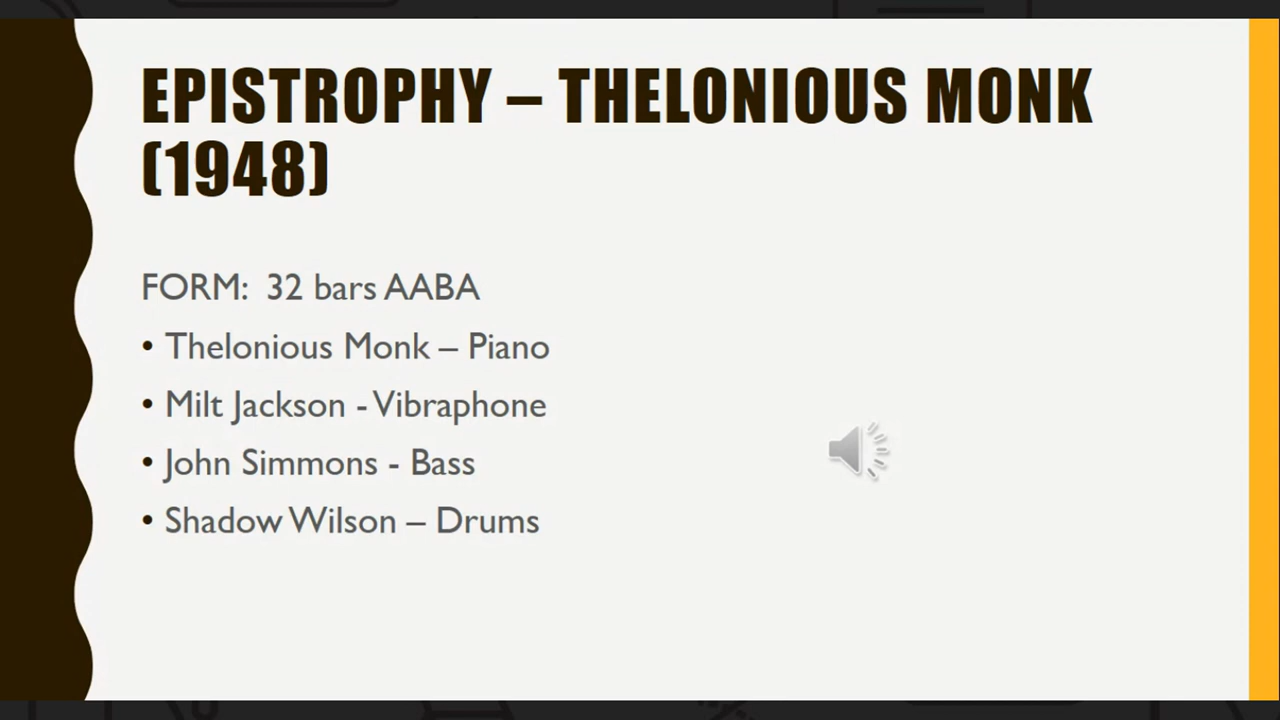 EPISTROPHY – THELONIOUS MONK
(1948)
FORM: 32 bars AABA
• Thelonious Monk – Piano
• Milt Jackson - Vibraphone
• John Simmons - Bass
• Shadow Wilson – Drums